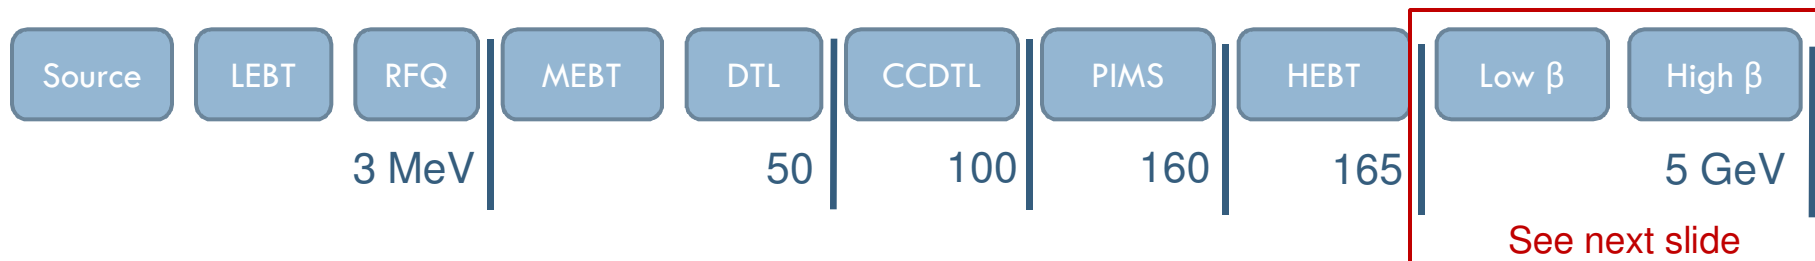 Source LEBT RFQ MEBT DTL CCDTL PIMS HEBT Low β High β
3 MeV 50 100 160 165 5 GeV
See next slide